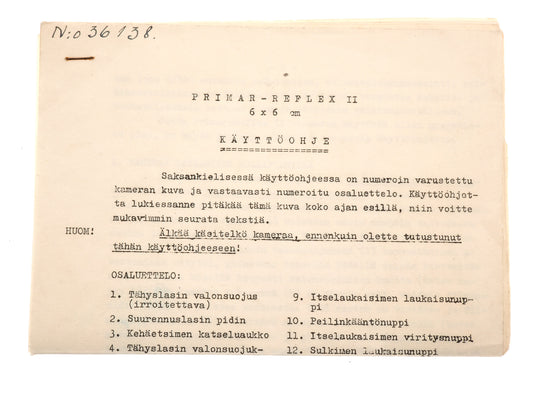 N:o 36138.
PRIMAR-REFLEX II
6 x 6 cm
KÄYTTÖOHJE
Saksankielisessä käyttöohjeessa on numeroin varustettu
kameran kuva ja vastaavasti numeroitu osaluettelo. Käyttöohjet-
ta lukiessanne pitäkää tämä kuva koko ajan esillä, niin voitte
mukavimmin seurata tekstiä.
HUOM! Älkää käsitelkö kameraa, ennenkuin olette tutustunut
tähän käyttöohjeeseen!
OSALUETTELO:
1. Tähyslasin valonsuojus
(irroitettava)
2. Suurennuslasin pidin
3. Kehäetsimen katseluaukko
4. Tähyslasin valonsuojuk-
9. Itselaukaisimen laukaisunup-
pi
10. Peilinkääntönuppi
11. Itselaukaisimen viritysnuppi
12. Sulkimen laukaisunuppi